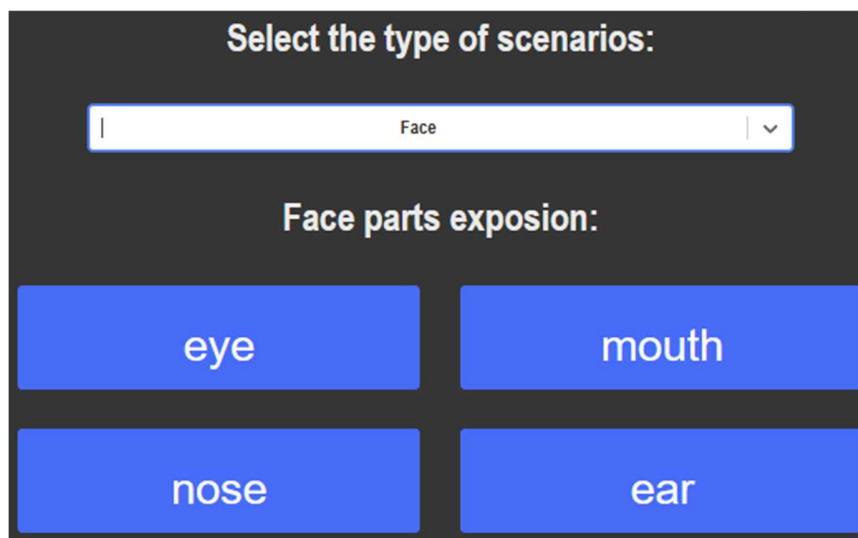 Select the type of scenarios:
Face
Face parts exposion:
eye mouth
nose ear